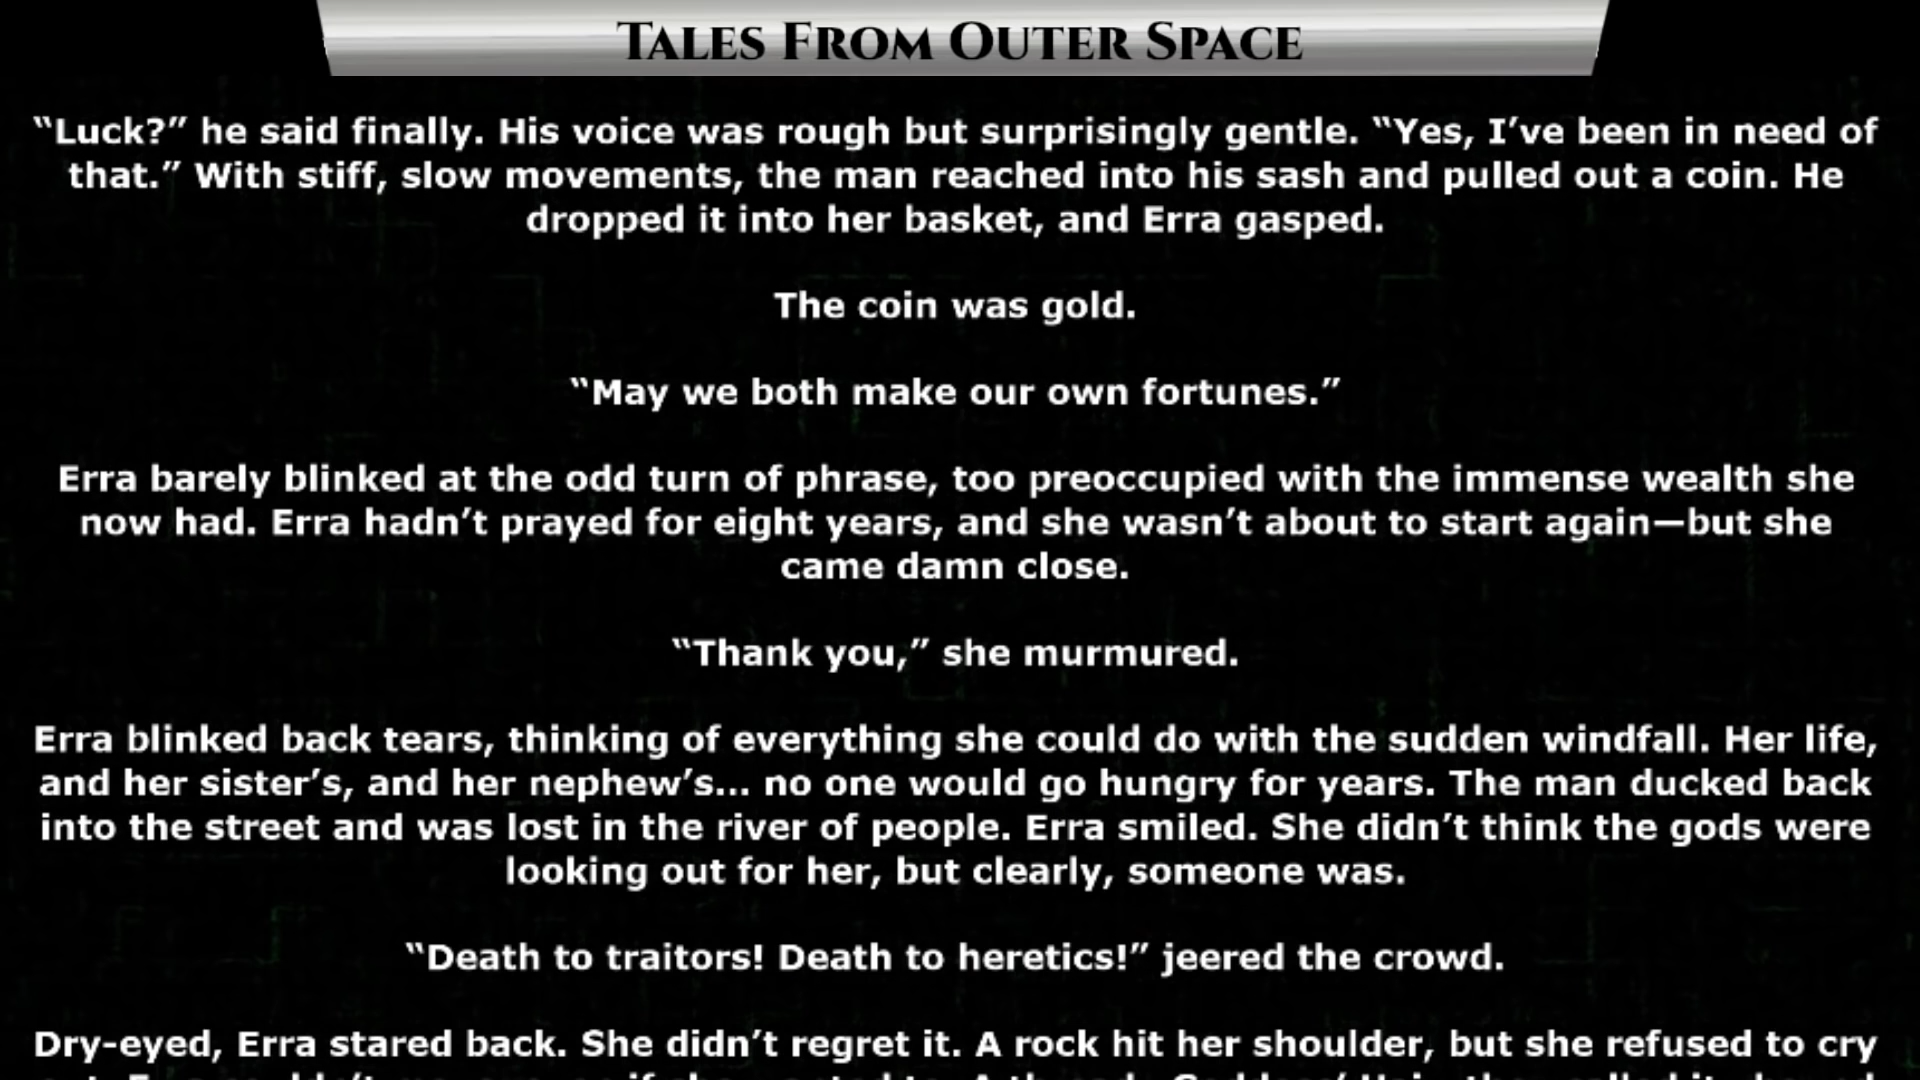 TALES FROM OUTER SPACE
“Luck?” he said finally. His voice was rough but surprisingly gentle. “Yes, I’ve been in need of
that.” With stiff, slow movements, the man reached into his sash and pulled out a coin. He
dropped it into her basket, and Erra gasped.
The coin was gold.
“May we both make our own fortunes.”
Erra barely blinked at the odd turn of phrase, too preoccupied with the immense wealth she
now had. Erra hadn’t prayed for eight years, and she wasn’t about to start again—but she
came damn close.
“Thank you,” she murmured.
Erra blinked back tears, thinking of everything she could do with the sudden windfall. Her life,
and her sister’s, and her nephew’s... no one would go hungry for years. The man ducked back
into the street and was lost in the river of people. Erra smiled. She didn’t think the gods were
looking out for her, but clearly, someone was.
“Death to traitors! Death to heretics!” jeered the crowd.
Dry-eyed, Erra stared back. She didn’t regret it. A rock hit her shoulder, but she refused to cry